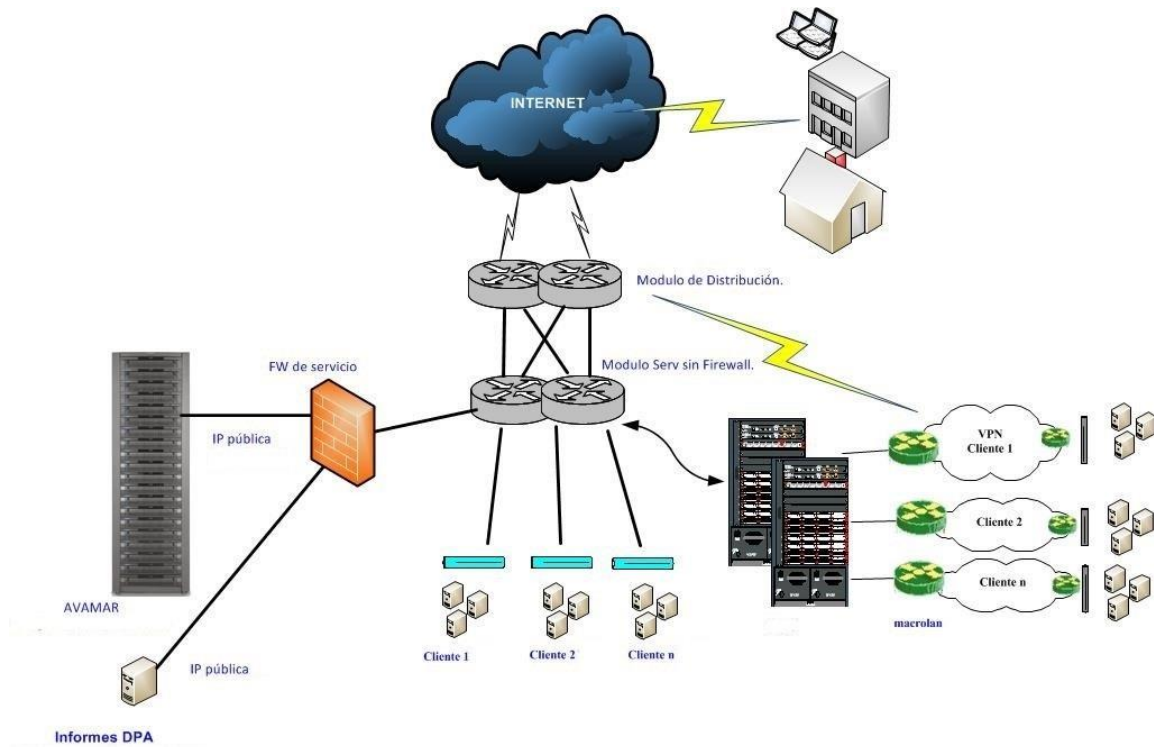 INTERNET
Modulo de Distribución.
FW de servicio
Modulo Serv sin Firewall.
IP pública
VPN
Cliente 1
Cliente 2
Cliente n
AVAMAR
macrolan
Cliente 1
Cliente 2
Cliente n
IP pública
Informes DPA